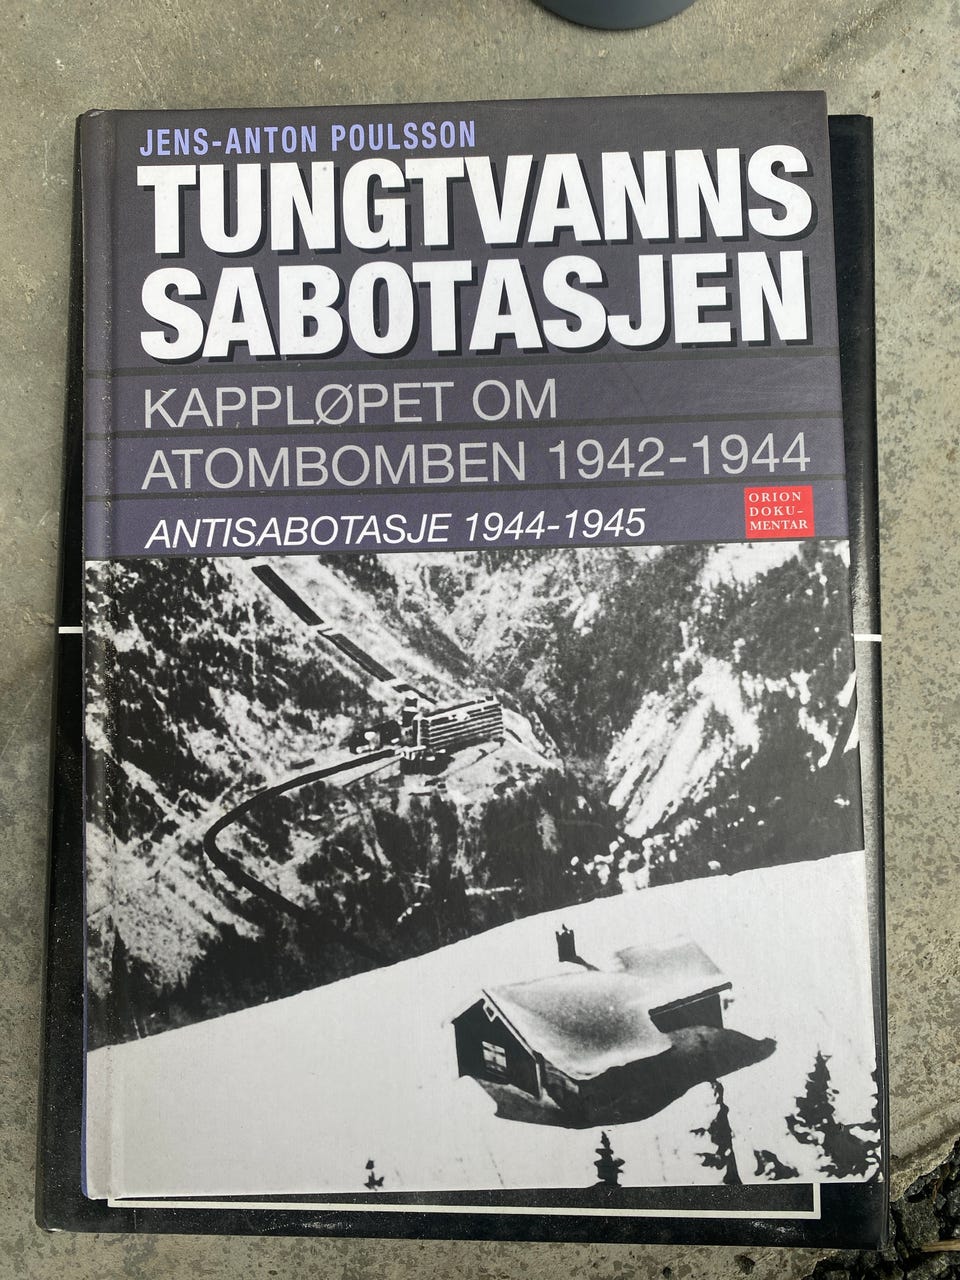 JENS-ANTON POULSSON
TUNGTVANNS
SABOTASJEN
KAPPLØPET OM
ATOMBOMBEN 1942-1944
ANTISABOTASJE 1944-1945
ORION
DOKU-
MENTAR